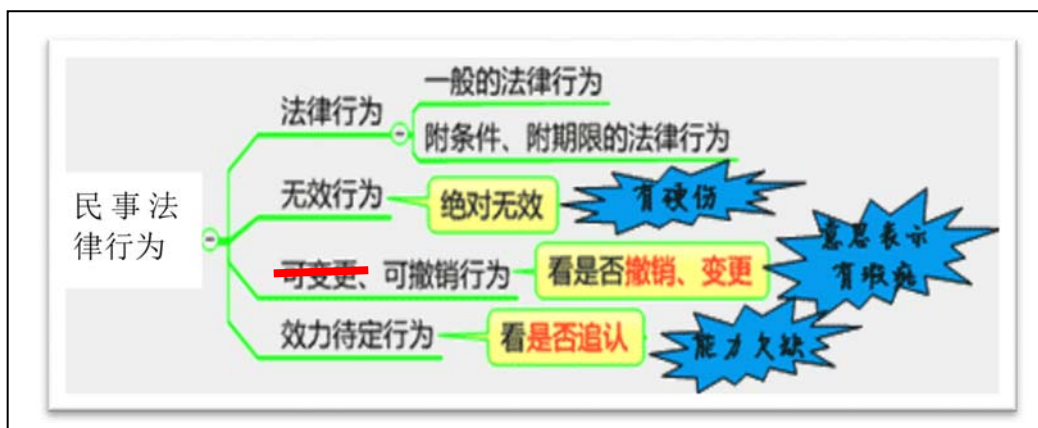 民事法
律行为
法律行为
一般的法律行为
附条件、附期限的法律行为
无效行为
绝对无效
有硬伤
可变更、可撤销行为
看是否撤销、变更
意思表示
有瑕疵
效力待定行为
看是否追认
能力欠缺